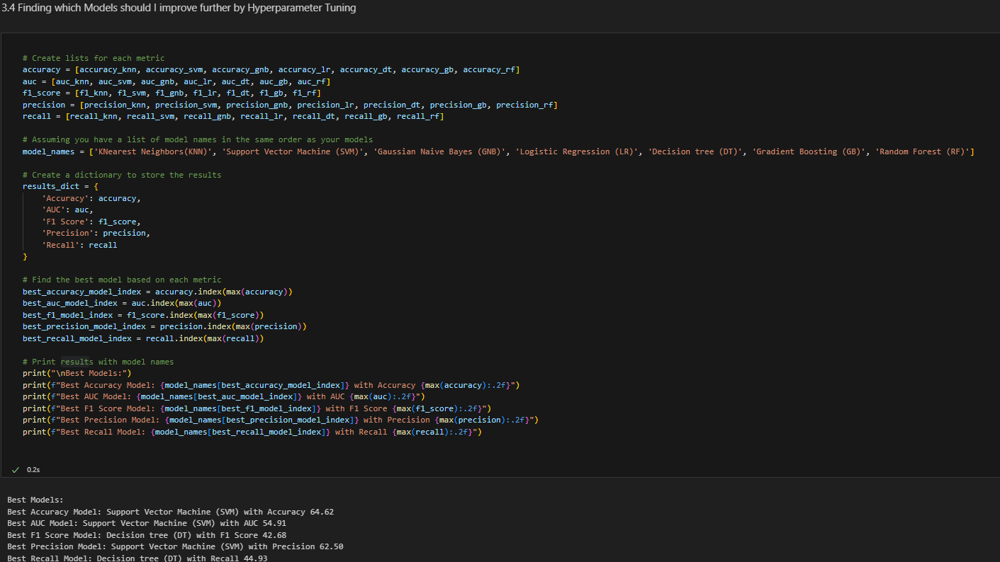 3.4 Finding which Models should I improve further by Hyperparameter Tuning
# Create lists for each metric
accuracy = [accuracy_knn, accuracy_svm, accuracy_gnb, accuracy_lr, accuracy_dt, accuracy_gb, accuracy_rf]
auc = [auc_knn, auc_svm, auc_gnb, auc_lr, auc_dt, auc_gb, auc_rf]
f1_score = [f1_knn, f1_svm, f1_gnb, f1_lr, f1_dt, f1_gb, f1_rf]
precision = [precision_knn, precision_svm, precision_gnb, precision_lr, precision_dt, precision_gb, precision_rf]
recall = [recall_knn, recall_svm, recall_gnb, recall_lr, recall_dt, recall_gb, recall_rf]
# Assuming you have a list of model names in the same order as your models
model_names = ['KNearest Neighbors(KNN)', 'Support Vector Machine (SVM)', 'Gaussian Naive Bayes (GNB)', 'Logistic Regression (LR)', 'Decision tree (DT)', 'Gradient Boosting (GB)', 'Random Forest (RF)']
# Create a dictionary to store the results
results_dict = {
    'Accuracy': accuracy,
    'AUC': auc,
    'F1 Score': f1_score,
    'Precision': precision,
    'Recall': recall
}
# Find the best model based on each metric
best_accuracy_model_index = accuracy.index(max(accuracy))
best_auc_model_index = auc.index(max(auc))
best_f1_model_index = f1_score.index(max(f1_score))
best_precision_model_index = precision.index(max(precision))
best_recall_model_index = recall.index(max(recall))
# Print results with model names
print("\nBest Models:")
print(f"Best Accuracy Model: {model_names[best_accuracy_model_index]} with Accuracy {max(accuracy):.2f}")
print(f"Best AUC Model: {model_names[best_auc_model_index]} with AUC {max(auc):.2f}")
print(f"Best F1 Score Model: {model_names[best_f1_model_index]} with F1 Score {max(f1_score):.2f}")
print(f"Best Precision Model: {model_names[best_precision_model_index]} with Precision {max(precision):.2f}")
print(f"Best Recall Model: {model_names[best_recall_model_index]} with Recall {max(recall):.2f}")
0.2s
Best Models:
Best Accuracy Model: Support Vector Machine (SVM) with Accuracy 64.62
Best AUC Model: Support Vector Machine (SVM) with AUC 54.91
Best F1 Score Model: Decision tree (DT) with F1 Score 42.68
Best Precision Model: Support Vector Machine (SVM) with Precision 62.50
Best Recall Model: Decision tree (DT) with Recall 44.93